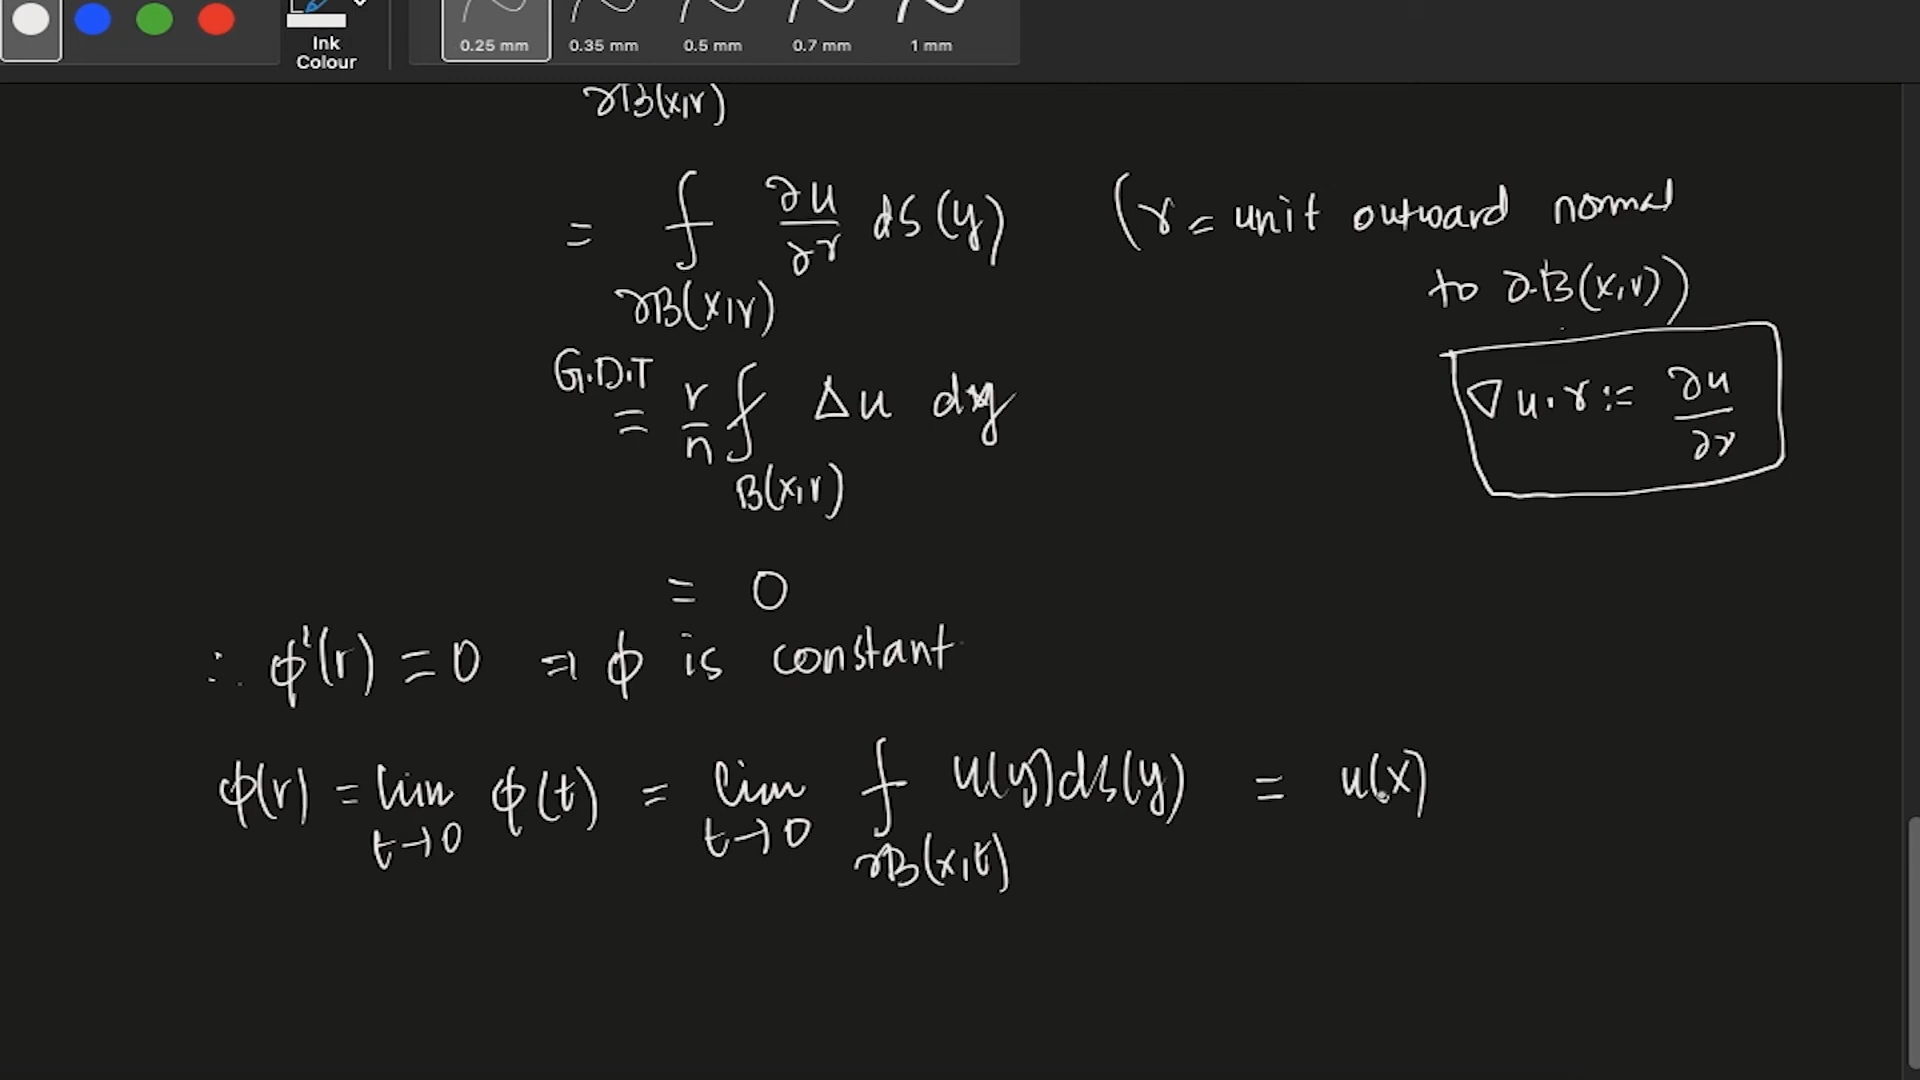 Ink Colour
0.25 mm 0.35 mm 0.5 mm 0.7 mm 1 mm
∂B(x,r)
= ⨍ ∂u/∂γ dS(y) (γ = unit outward normal
∂B(x,r) to ∂B(x,r))
G.D.T = r/n ⨍ Δu dy
B(x,r)
∇u.γ := ∂u/∂γ
= 0
∴ φ'(r) = 0 ⇒ φ is constant
φ(r) = lim φ(t) = lim ⨍ u(y)dS(y) = u(x)
t→0 t→0 ∂B(x,t)